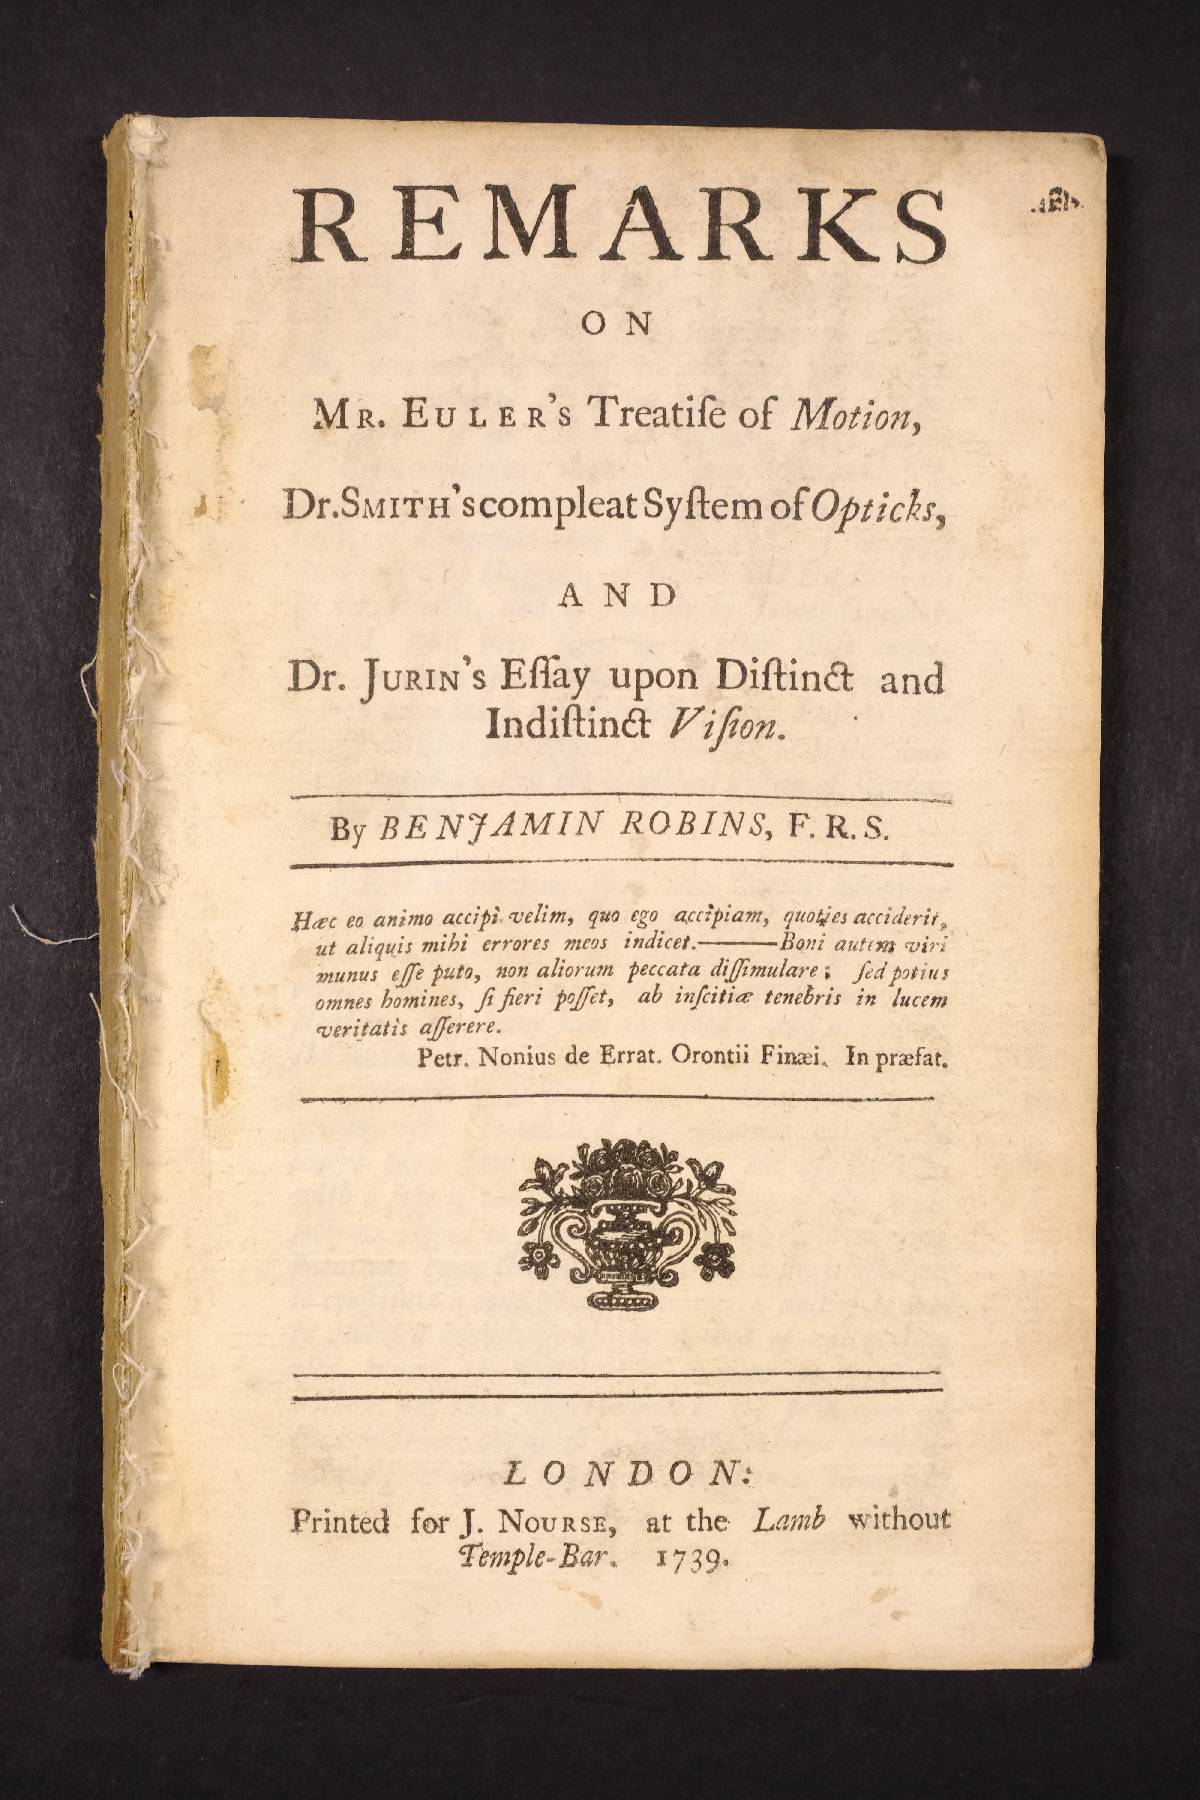 REMARKS
ON
MR. EULER's Treatiſe of Motion,
Dr. SMITH's compleat Syſtem of Opticks,
AND
Dr. JURIN's Eſſay upon Diſtinct and
Indiſtinct Viſion.
By BENJAMIN ROBINS, F. R. S.
Hæc eo animo accipi velim, quo ego accipiam, quoties acciderit,
ut aliquis mihi errores meos indicet.———Boni autem viri
munus eſſe puto, non aliorum peccata diſſimulare; ſed potius
omnes homines, ſi fieri poſſet, ab inſcitiæ tenebris in lucem
veritatis aſſerere.
Petr. Nonius de Errat. Orontii Finæi. In præfat.
LONDON:
Printed for J. NOURSE, at the Lamb without
Temple-Bar. 1739.